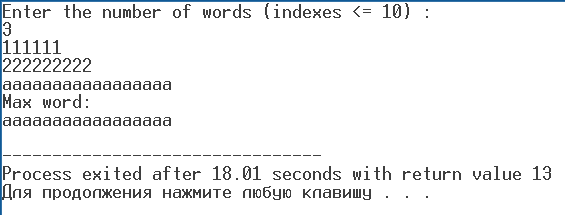 Enter the number of words (indexes <= 10) :
3
111111
222222222
aaaaaaaaaaaaaaaaa
Max word:
aaaaaaaaaaaaaaaaa
--------------------------------
Process exited after 18.01 seconds with return value 13
Для продолжения нажмите любую клавишу . . .